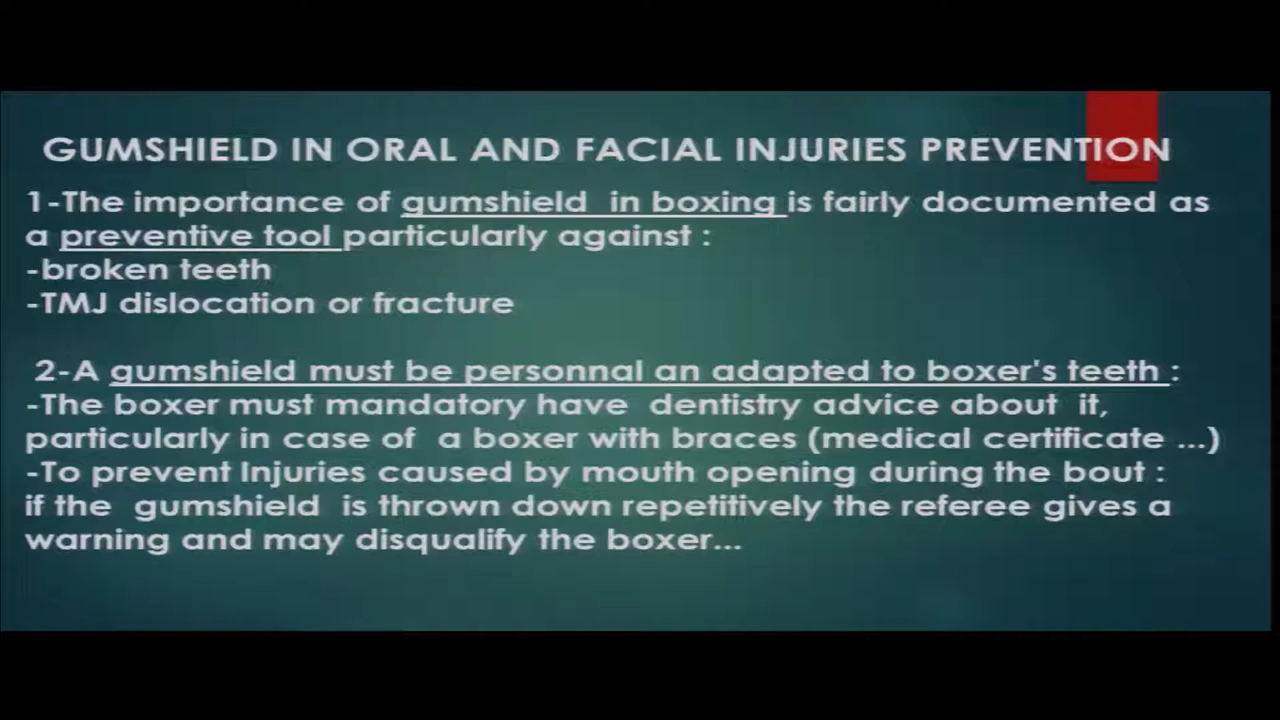 GUMSHIELD IN ORAL AND FACIAL INJURIES PREVENTION
1-The importance of gumshield in boxing is fairly documented as
a preventive tool particularly against :
-broken teeth
-TMJ dislocation or fracture
2-A gumshield must be personnal an adapted to boxer's teeth :
-The boxer must mandatory have dentistry advice about it,
particularly in case of a boxer with braces (medical certificate ...)
-To prevent Injuries caused by mouth opening during the bout :
if the gumshield is thrown down repetitively the referee gives a
warning and may disqualify the boxer...